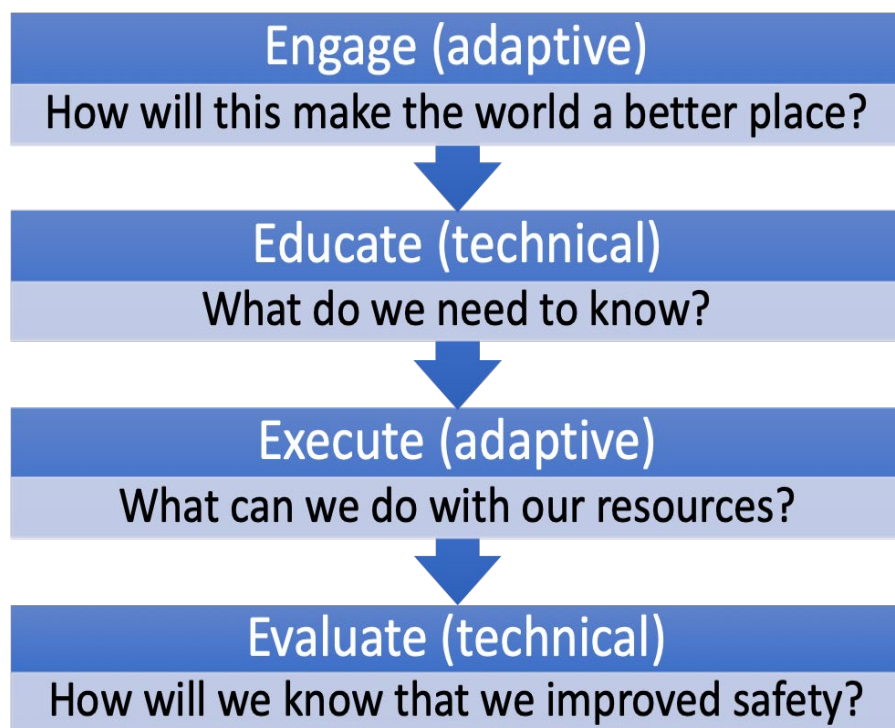 Engage (adaptive)
How will this make the world a better place?
Educate (technical)
What do we need to know?
Execute (adaptive)
What can we do with our resources?
Evaluate (technical)
How will we know that we improved safety?